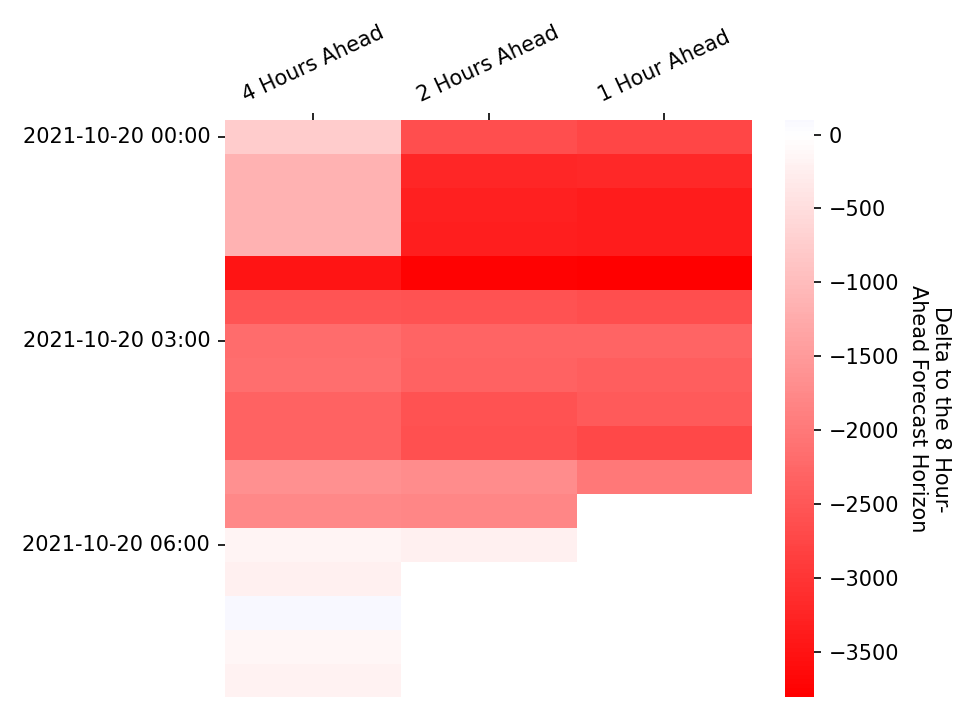 4 Hours Ahead
2 Hours Ahead
1 Hour Ahead
2021-10-20 00:00
2021-10-20 03:00
2021-10-20 06:00
0
−500
−1000
−1500
−2000
−2500
−3000
−3500
Delta to the 8 Hour-
Ahead Forecast Horizon